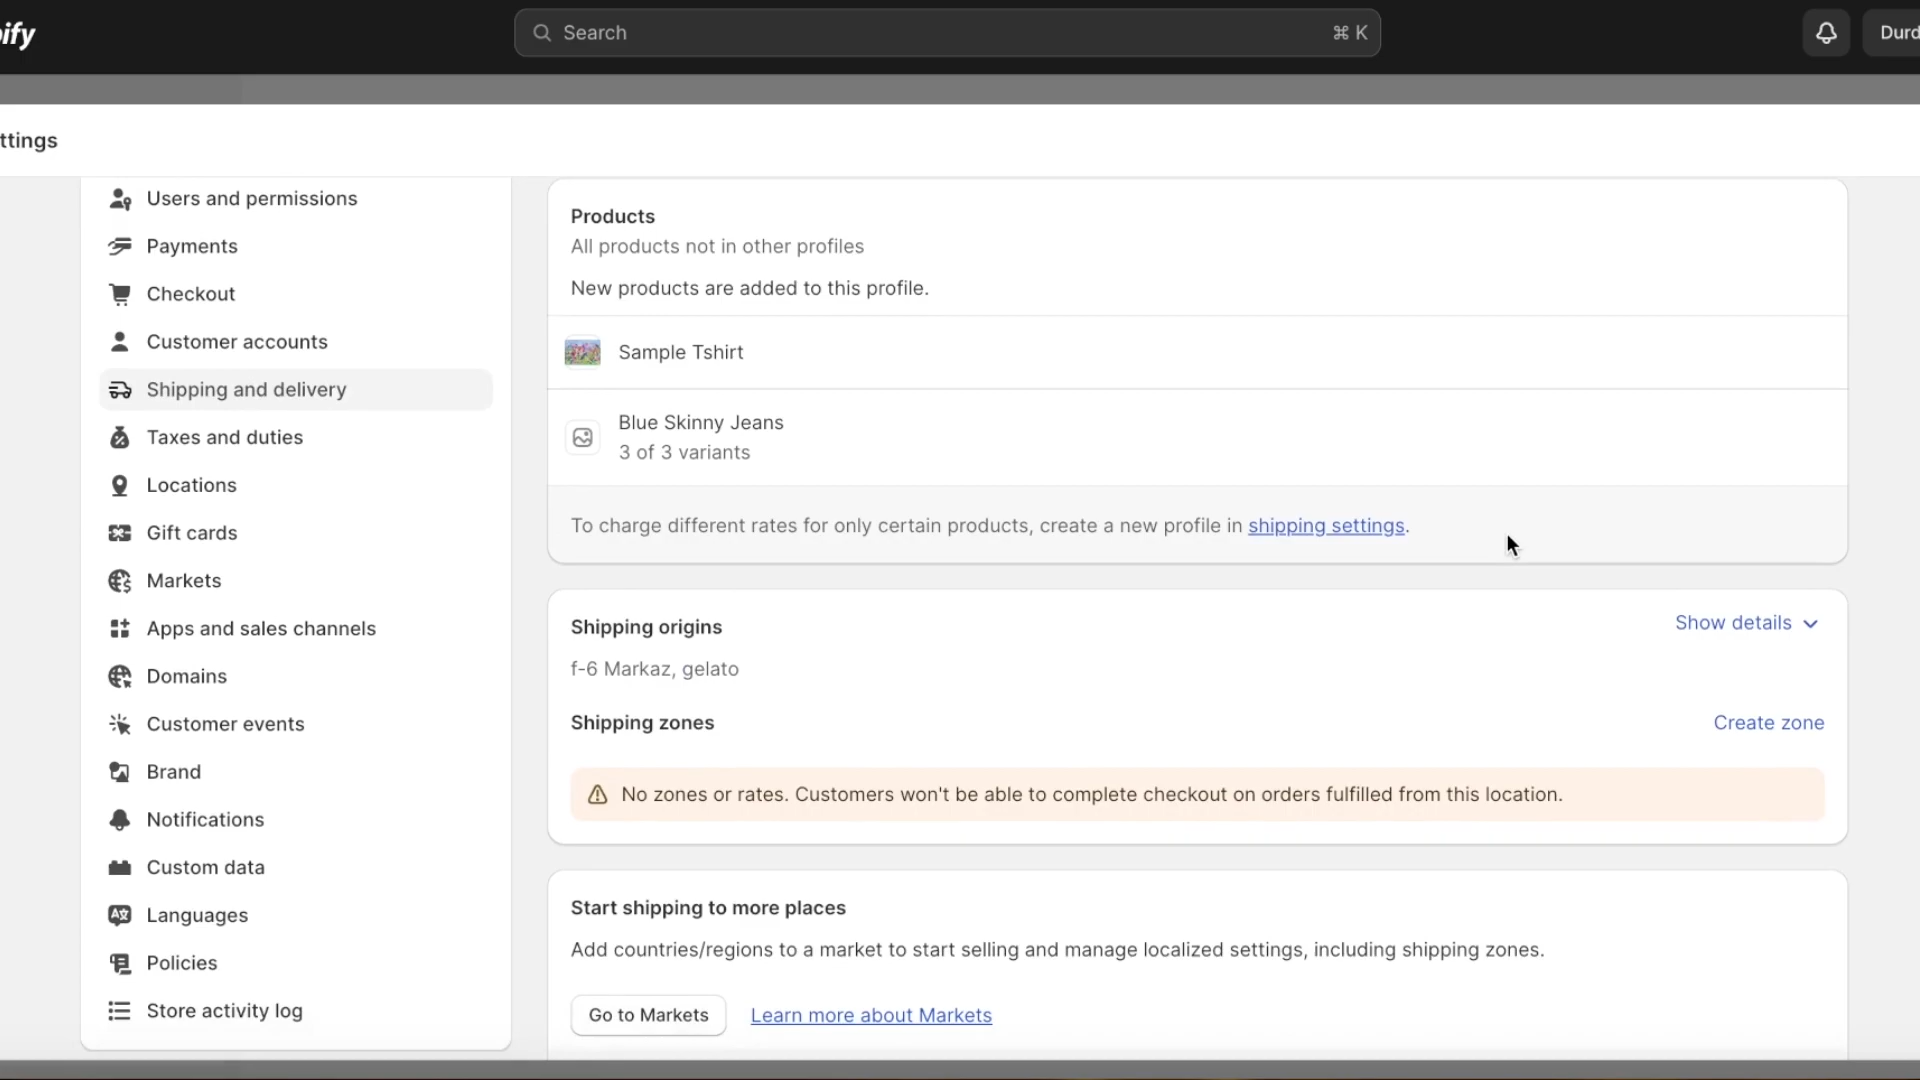 ify
Search
⌘ K
Durd
ttings
Users and permissions
Payments
Checkout
Customer accounts
Shipping and delivery
Taxes and duties
Locations
Gift cards
Markets
Apps and sales channels
Domains
Customer events
Brand
Notifications
Custom data
Languages
Policies
Store activity log
Products
All products not in other profiles
New products are added to this profile.
Sample Tshirt
Blue Skinny Jeans
3 of 3 variants
To charge different rates for only certain products, create a new profile in shipping settings.
Shipping origins
Show details
f-6 Markaz, gelato
Shipping zones
Create zone
No zones or rates. Customers won't be able to complete checkout on orders fulfilled from this location.
Start shipping to more places
Add countries/regions to a market to start selling and manage localized settings, including shipping zones.
Go to Markets
Learn more about Markets